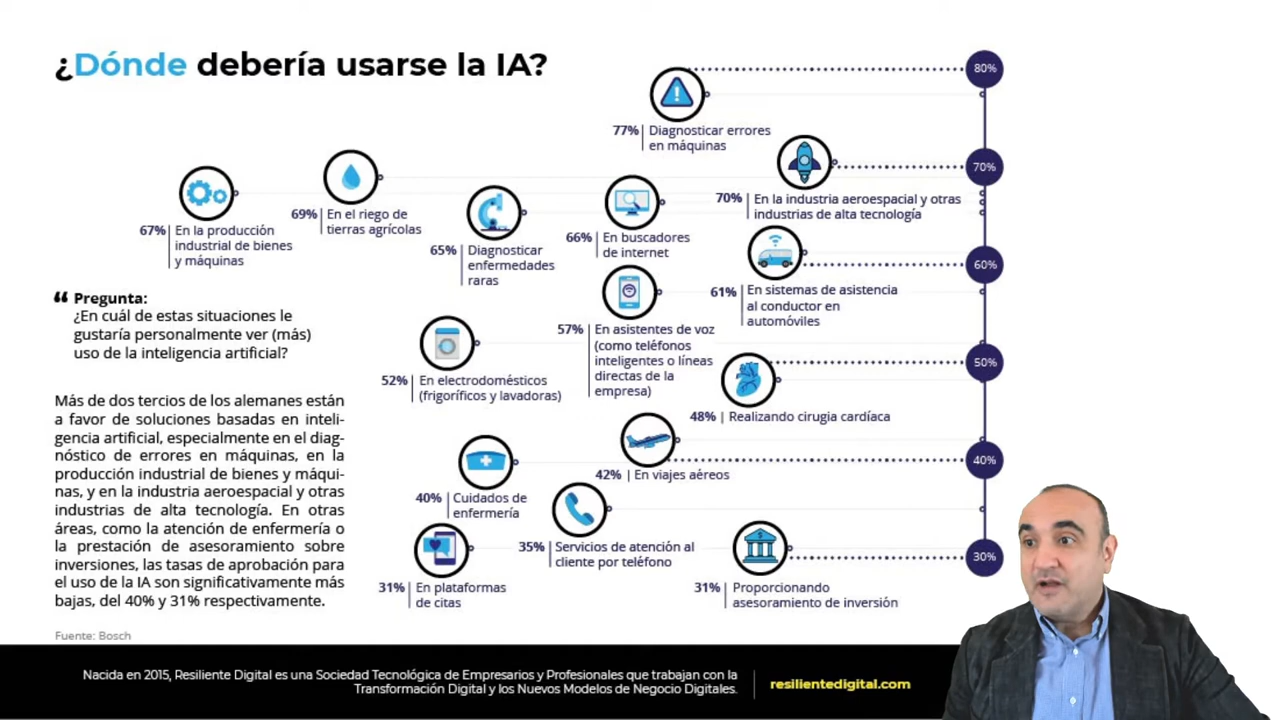 ¿Dónde debería usarse la IA?
80%
77%
Diagnosticar errores
en máquinas
70%
70%
En la industria aeroespacial y otras
industrias de alta tecnología
69%
En el riego de
tierras agrícolas
67%
En la producción
industrial de bienes
y máquinas
65%
Diagnosticar
enfermedades
raras
66%
En buscadores
de internet
60%
61%
En sistemas de asistencia
al conductor en
automóviles
“ Pregunta:
¿En cuál de estas situaciones le
gustaría personalmente ver (más)
uso de la inteligencia artificial?
57%
En asistentes de voz
(como teléfonos
inteligentes o líneas
directas de la
empresa)
52%
En electrodomésticos
(frigoríficos y lavadoras)
50%
48%
Realizando cirugia cardíaca
Más de dos tercios de los alemanes están
a favor de soluciones basadas en inteli-
gencia artificial, especialmente en el diag-
nóstico de errores en máquinas, en la
producción industrial de bienes y máqui-
nas, y en la industria aeroespacial y otras
industrias de alta tecnología. En otras
áreas, como la atención de enfermería o
la prestación de asesoramiento sobre
inversiones, las tasas de aprobación para
el uso de la IA son significativamente más
bajas, del 40% y 31% respectivamente.
42%
En viajes aéreos
40%
40%
Cuidados de
enfermería
35%
Servicios de atención al
cliente por teléfono
30%
31%
En plataformas
de citas
31%
Proporcionando
asesoramiento de inversión
Fuente: Bosch
Nacida en 2015, Resiliente Digital es una Sociedad Tecnológica de Empresarios y Profesionales que trabajan con la
Transformación Digital y los Nuevos Modelos de Negocio Digitales.
resilientedigital.com